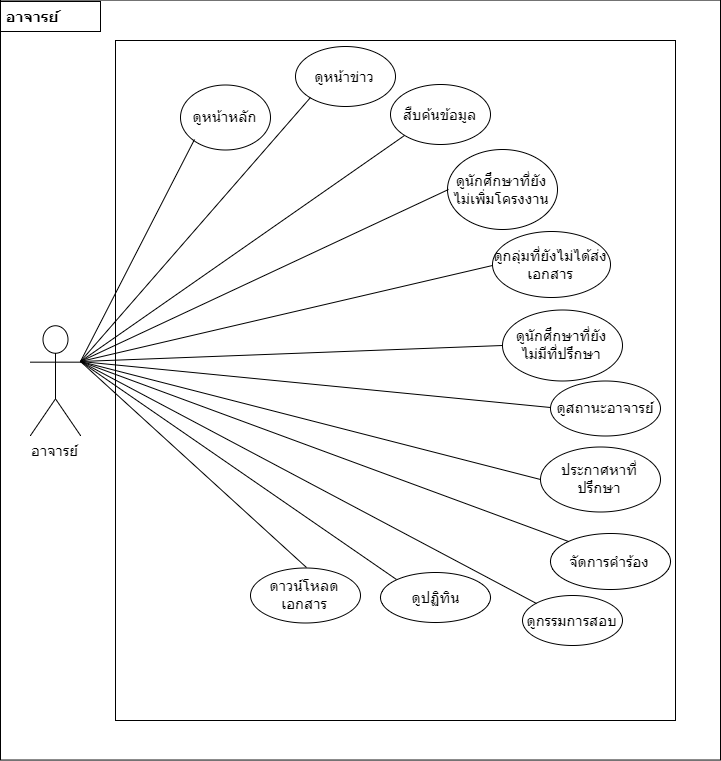 อาจารย์
ดูหน้าข่าว
ดูหน้าหลัก
สืบค้นข้อมูล
ดูนักศึกษาที่ยัง
ไม่เพิ่มโครงงาน
ดูกลุ่มที่ยังไม่ได้ส่ง
เอกสาร
ดูนักศึกษาที่ยัง
ไม่มีที่ปรึกษา
ดูสถานะอาจารย์
อาจารย์
ประกาศหาที่
ปรึกษา
จัดการคำร้อง
ดาวน์โหลด
เอกสาร
ดูปฏิทิน
ดูกรรมการสอบ